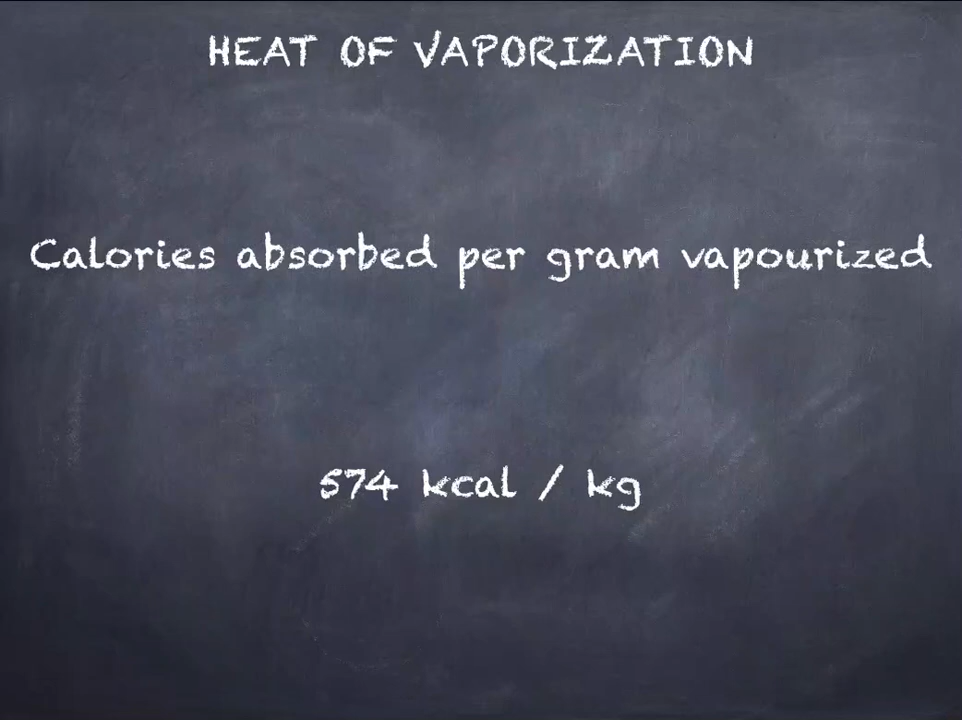 HEAT OF VAPORIZATION
Calories absorbed per gram vapourized
574 kcal / kg